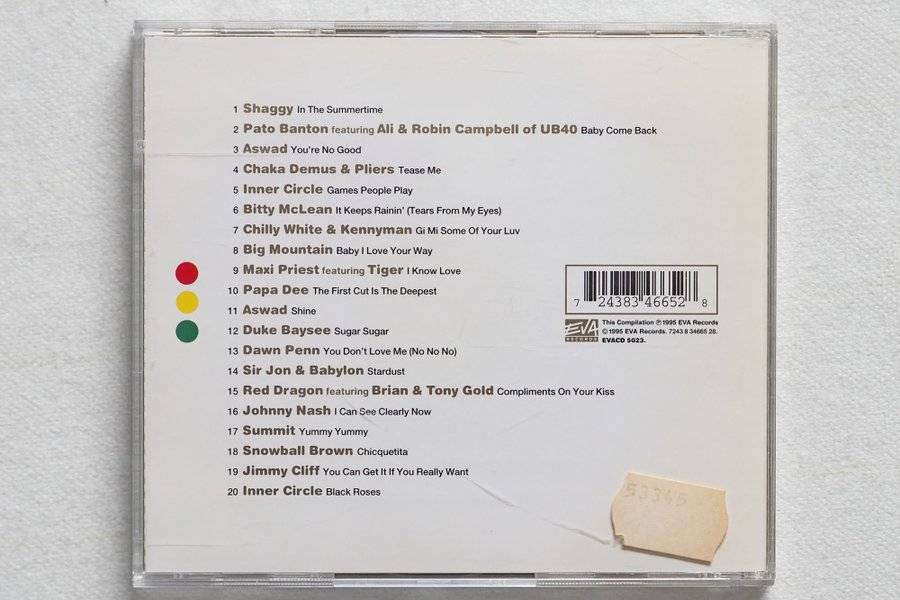 1 Shaggy In The Summertime
2 Pato Banton featuring Ali & Robin Campbell of UB40 Baby Come Back
3 Aswad You're No Good
4 Chaka Demus & Pliers Tease Me
5 Inner Circle Games People Play
6 Bitty McLean It Keeps Rainin' (Tears From My Eyes)
7 Chilly White & Kennyman Gi Mi Some Of Your Luv
8 Big Mountain Baby I Love Your Way
9 Maxi Priest featuring Tiger I Know Love
10 Papa Dee The First Cut Is The Deepest
11 Aswad Shine
12 Duke Baysee Sugar Sugar
13 Dawn Penn You Don't Love Me (No No No)
14 Sir Jon & Babylon Stardust
15 Red Dragon featuring Brian & Tony Gold Compliments On Your Kiss
16 Johnny Nash I Can See Clearly Now
17 Summit Yummy Yummy
18 Snowball Brown Chicquetita
19 Jimmy Cliff You Can Get It If You Really Want
20 Inner Circle Black Roses
7 24383 46652 8
EVA RECORDS
This Compilation ℗ 1995 EVA Records
© 1995 EVA Records. 7243 8 34665 28.
EVACD 5023.
53345